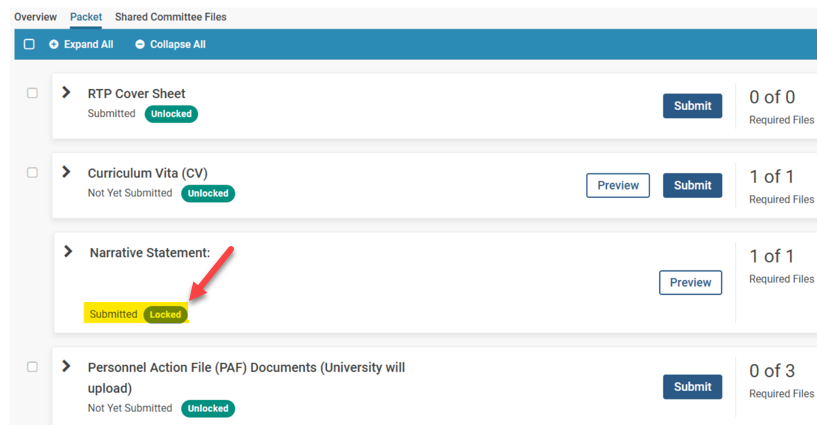 Overview Packet Shared Committee Files
Expand All Collapse All
RTP Cover Sheet
Submitted Unlocked
Submit
0 of 0
Required Files
Curriculum Vita (CV)
Not Yet Submitted Unlocked
Preview Submit
1 of 1
Required Files
Narrative Statement:
Submitted Locked
Preview
1 of 1
Required Files
Personnel Action File (PAF) Documents (University will
upload)
Not Yet Submitted Unlocked
Submit
0 of 3
Required Files